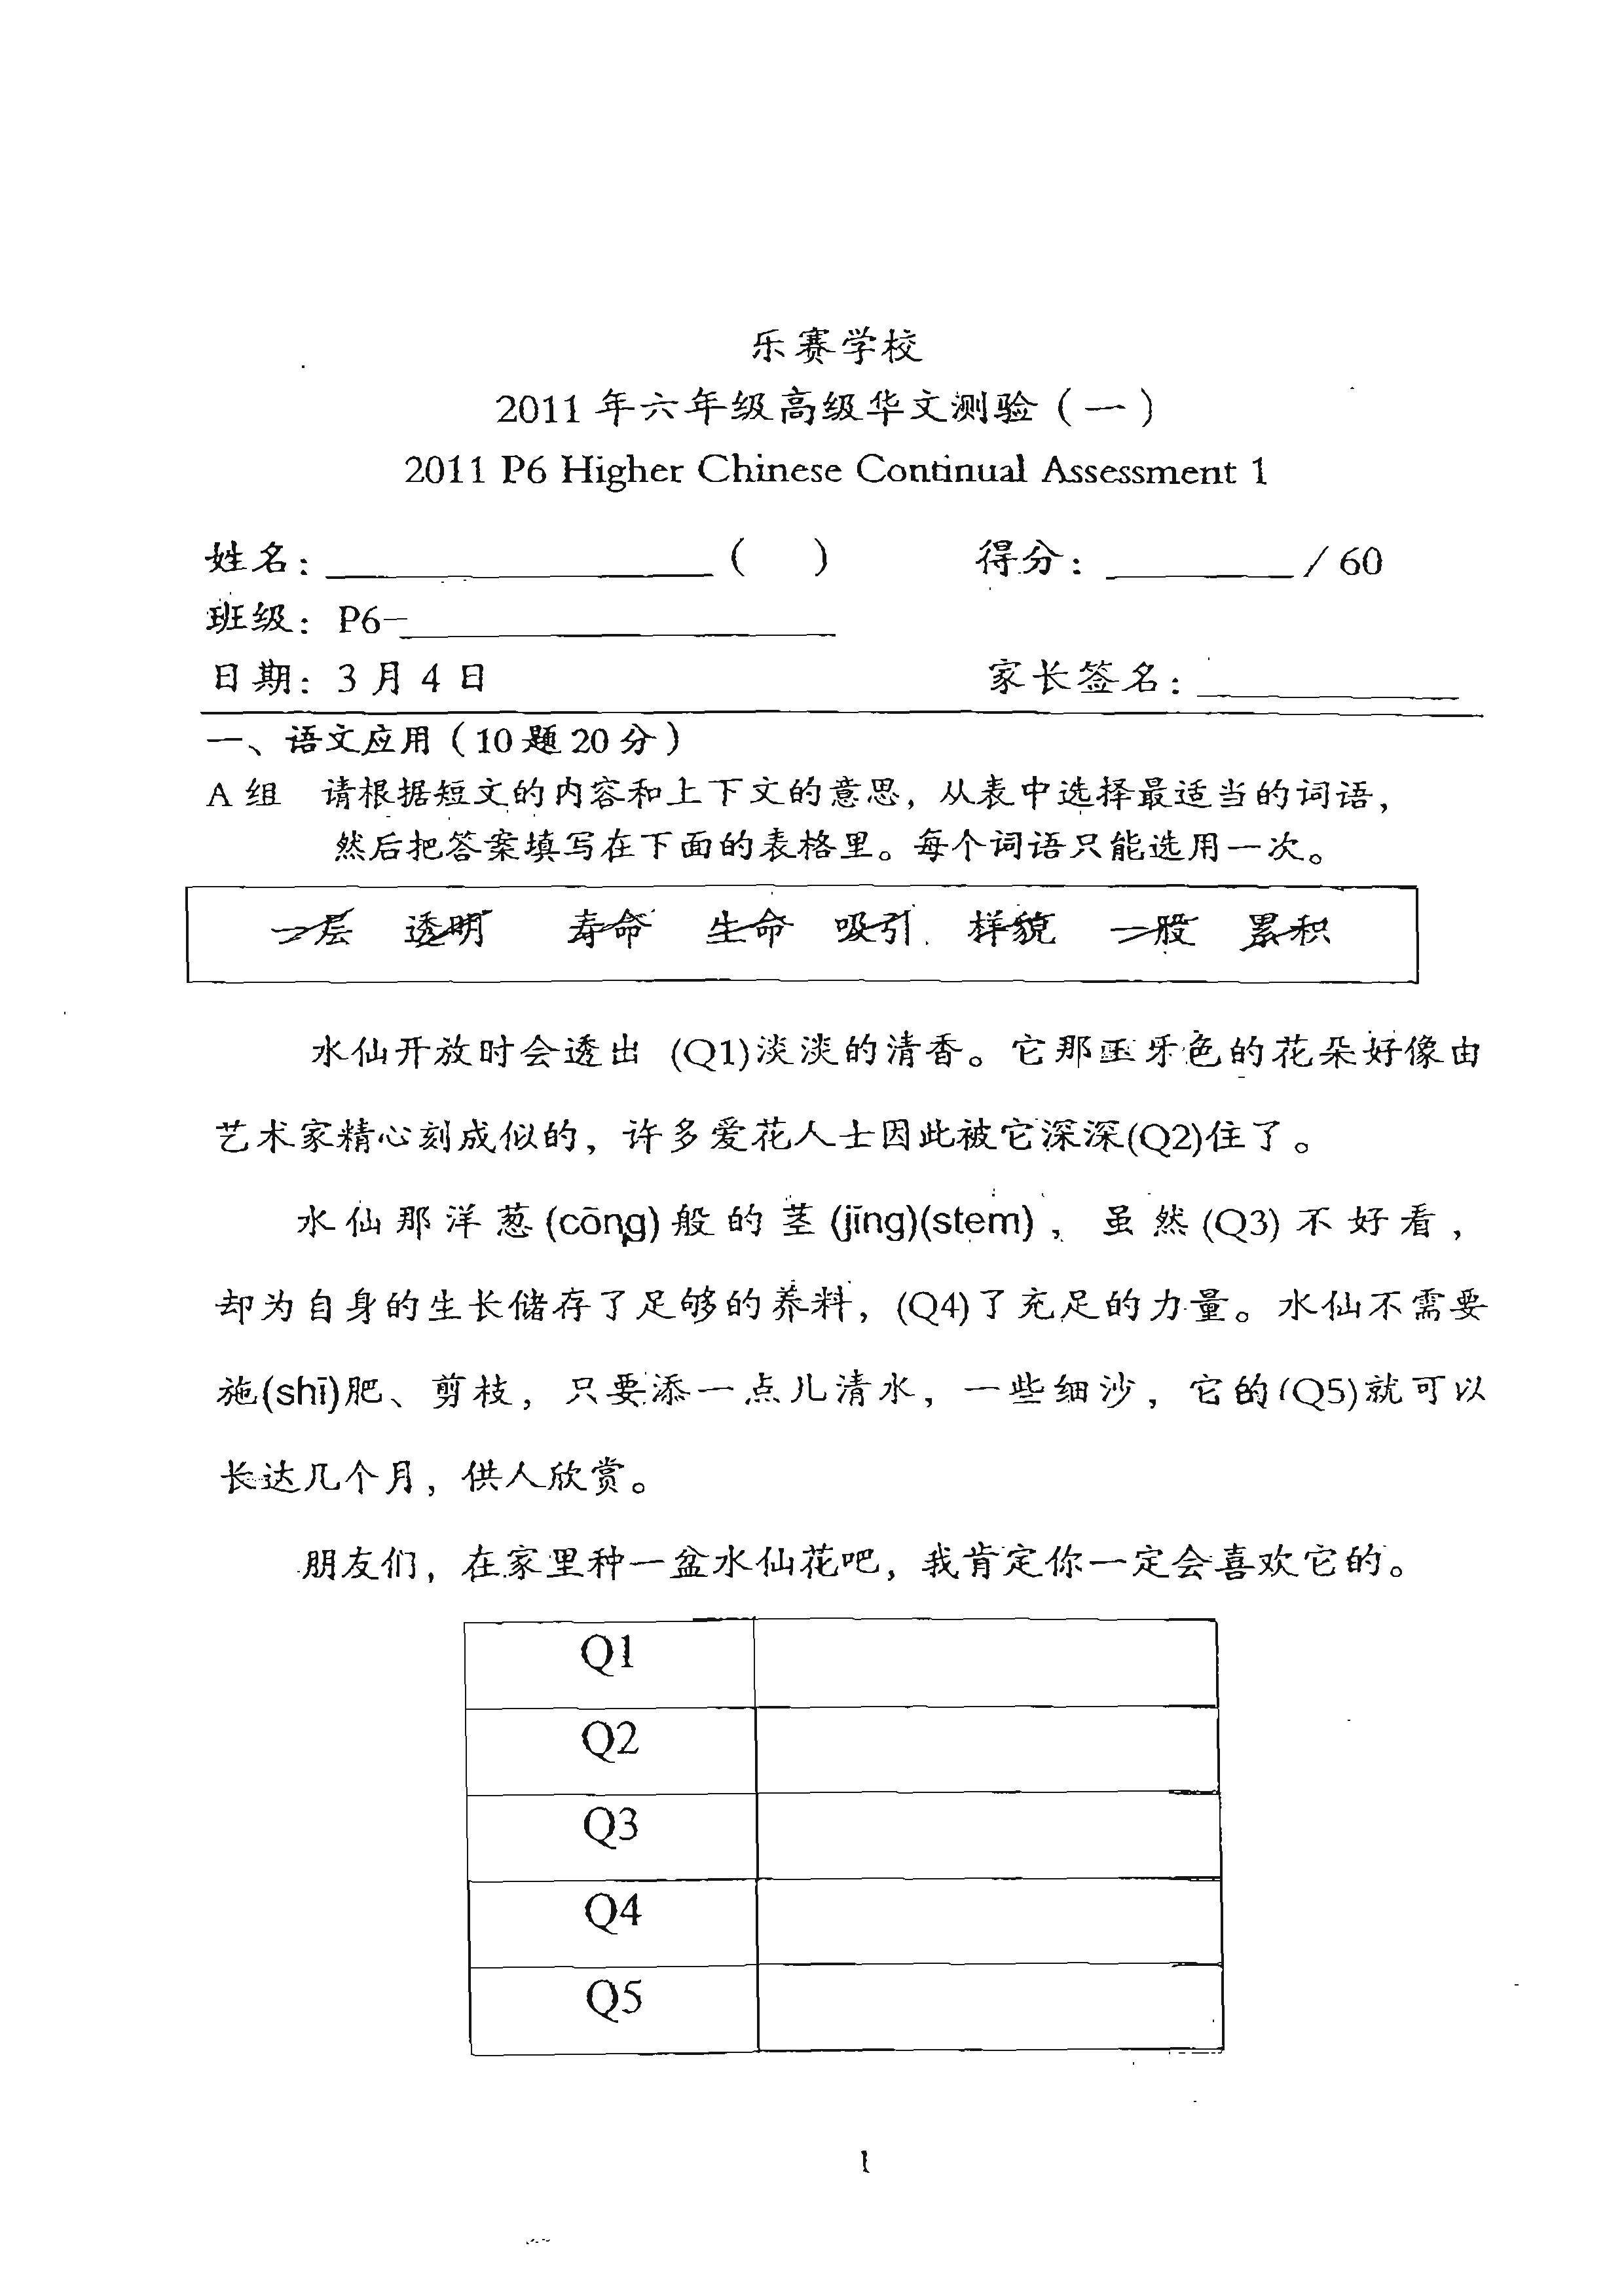 乐赛学校
2011 年六年级高级华文测验（一）
2011 P6 Higher Chinese Continual Assessment 1
姓名：____________（ ） 得分：______/ 60
班级：P6-____________
日期：3 月 4 日 家长签名：________
一、语文应用（10 题 20 分）
A 组 请根据短文的内容和上下文的意思，从表中选择最适当的词语，
然后把答案填写在下面的表格里。每个词语只能选用一次。
一层 透明 寿命 生命 吸引 样貌 一股 累积
水仙开放时会透出 (Q1)淡淡的清香。它那玉牙色的花朵好像由
艺术家精心刻成似的，许多爱花人士因此被它深深(Q2)住了。
水仙那洋葱(cōng)般的茎(jīng)(stem)，虽然(Q3)不好看，
却为自身的生长储存了足够的养料，(Q4)了充足的力量。水仙不需要
施(shī)肥、剪枝，只要添一点儿清水，一些细沙，它的(Q5)就可以
长达几个月，供人欣赏。
朋友们，在家里种一盆水仙花吧，我肯定你一定会喜欢它的。
Q1
Q2
Q3
Q4
Q5
1